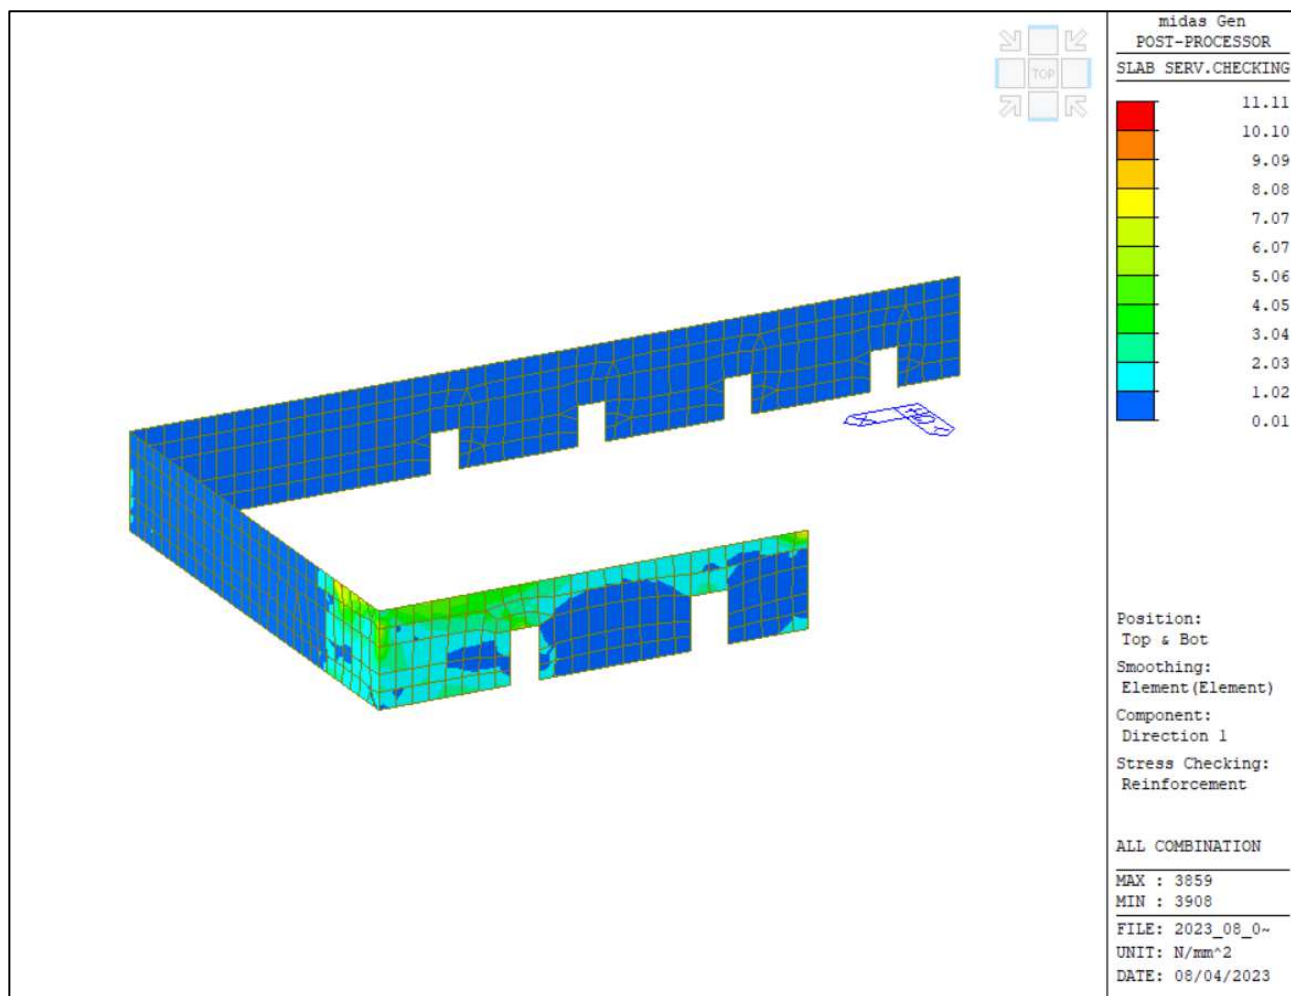 TOP
midas Gen
POST-PROCESSOR
SLAB SERV.CHECKING
11.11
10.10
9.09
8.08
7.07
6.07
5.06
4.05
3.04
2.03
1.02
0.01
Position:
Top & Bot
Smoothing:
Element(Element)
Component:
Direction 1
Stress Checking:
Reinforcement
ALL COMBINATION
MAX : 3859
MIN : 3908
FILE: 2023_08_0~
UNIT: N/mm^2
DATE: 08/04/2023